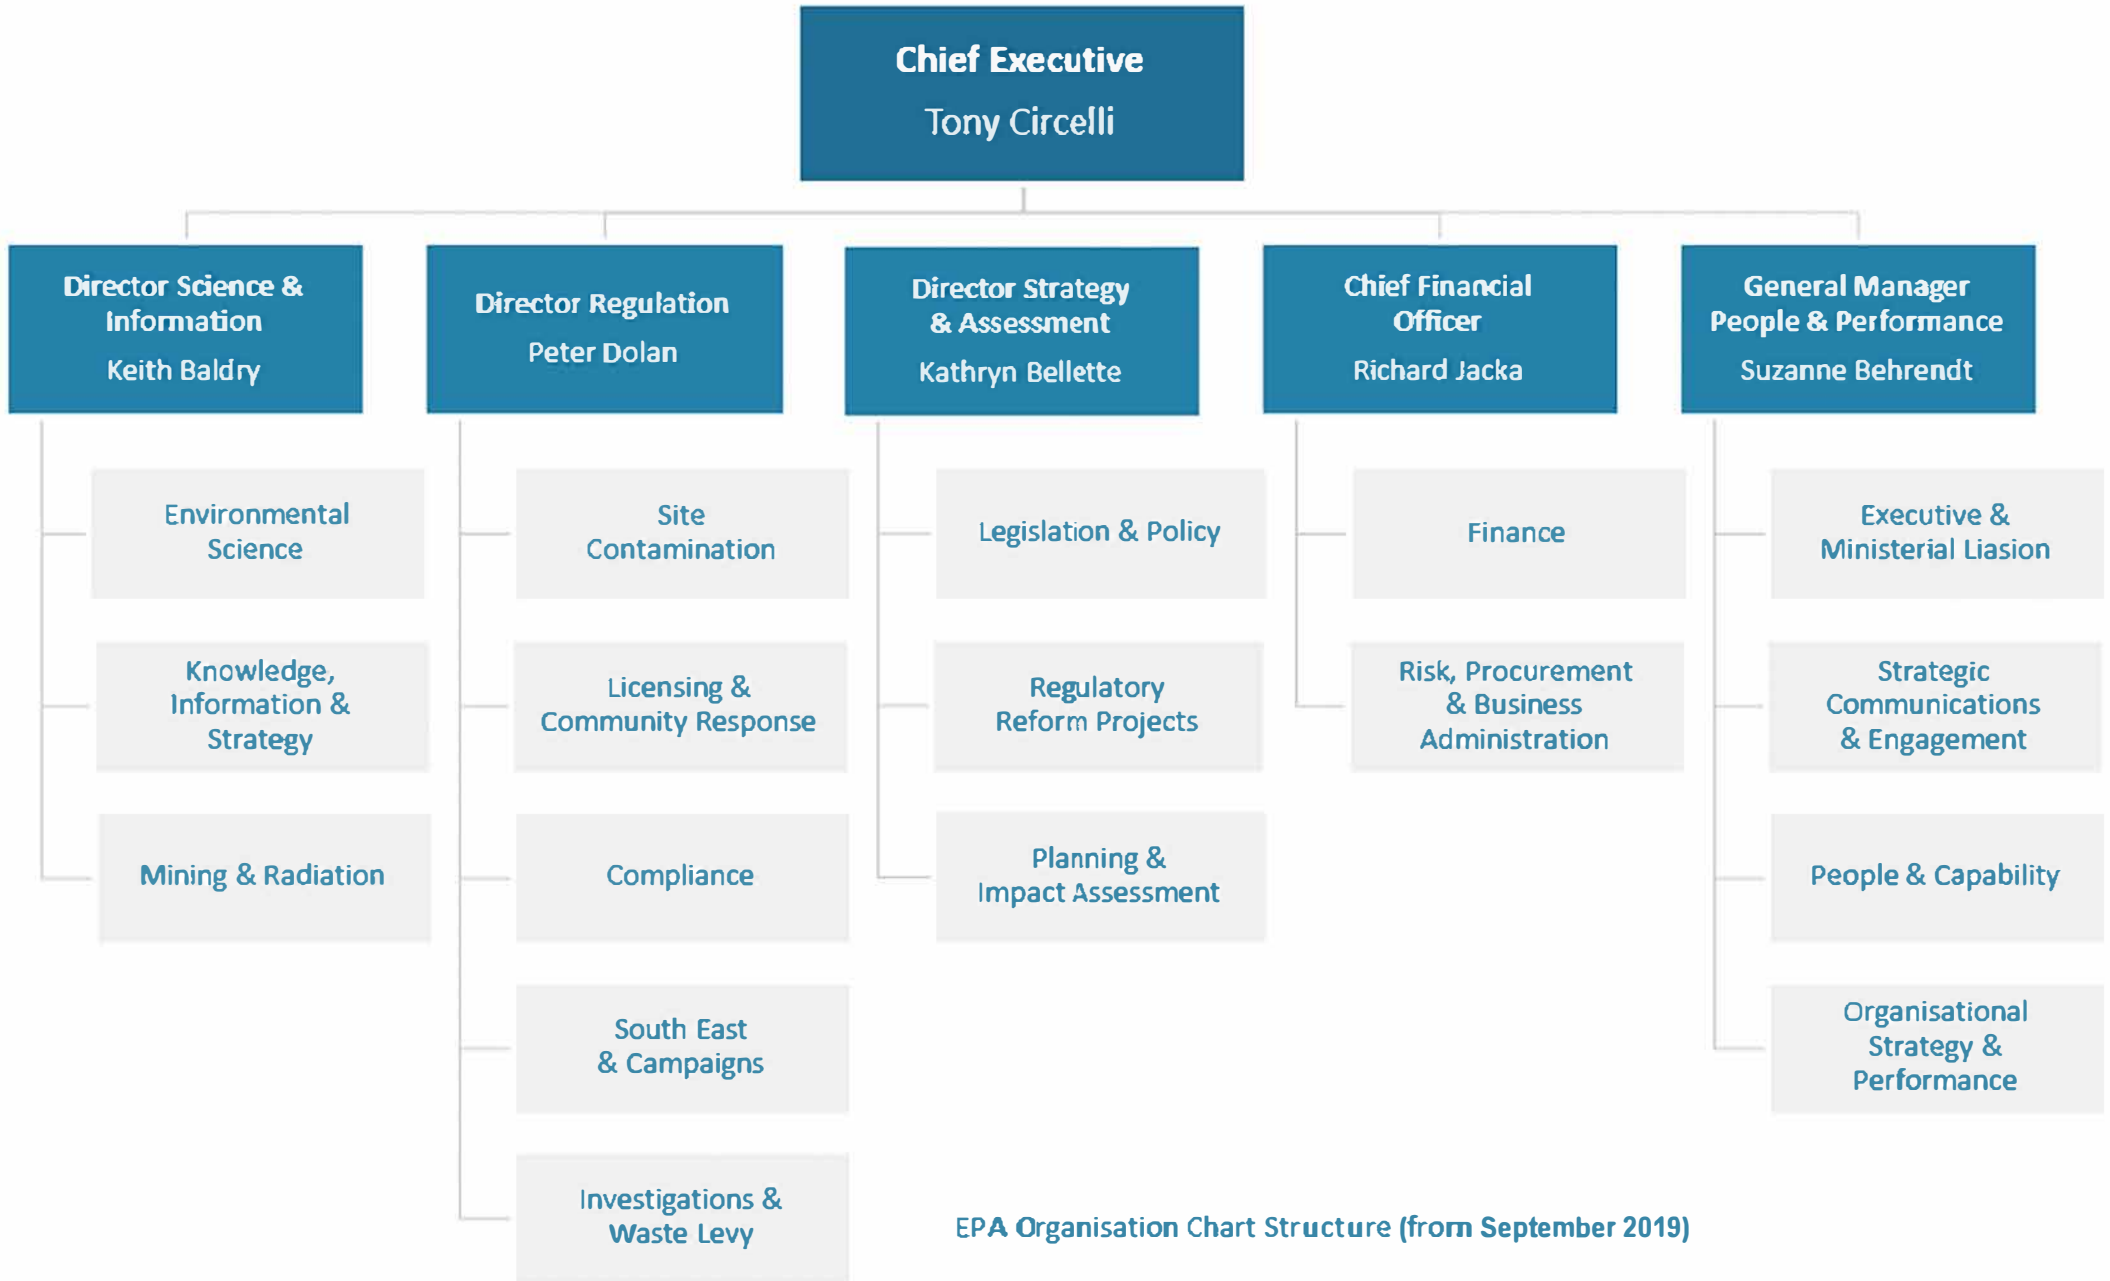 Chief Executive
Tony Circelli
Director Science &
Information
Keith Baldry
Director Regulation
Peter Dolan
Director Strategy
& Assessment
Kathryn Bellette
Chief Financial
Officer
Richard Jacka
General Manager
People & Performance
Suzanne Behrendt
Environmental
Science
Knowledge,
Information &
Strategy
Mining & Radiation
Site
Contamination
Licensing &
Community Response
Compliance
South East
& Campaigns
Investigations &
Waste Levy
Legislation & Policy
Regulatory
Reform Projects
Planning &
Impact Assessment
Finance
Risk, Procurement
& Business
Administration
Executive &
Ministerial Liasion
Strategic
Communications
& Engagement
People & Capability
Organisational
Strategy &
Performance
EPA Organisation Chart Structure (from September 2019)